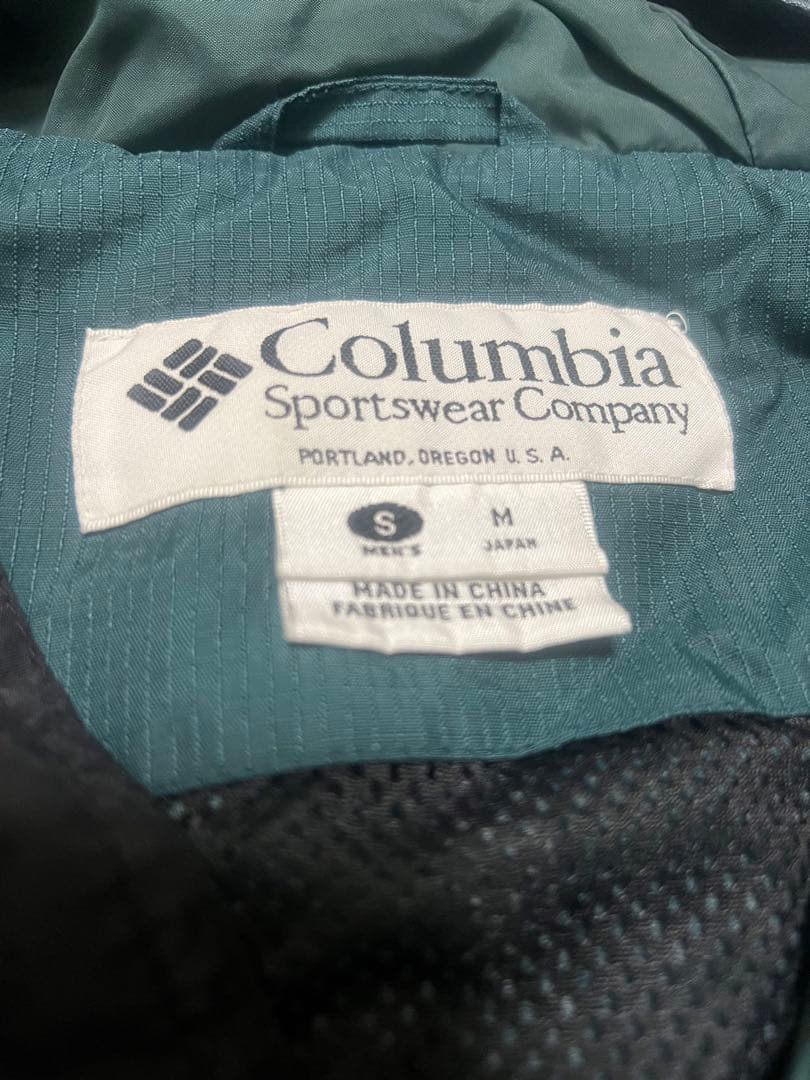 Columbia
Sportswear Company
PORTLAND, OREGON U.S.A.
S M
MEN'S JAPAN
MADE IN CHINA
FABRIQUE EN CHINE